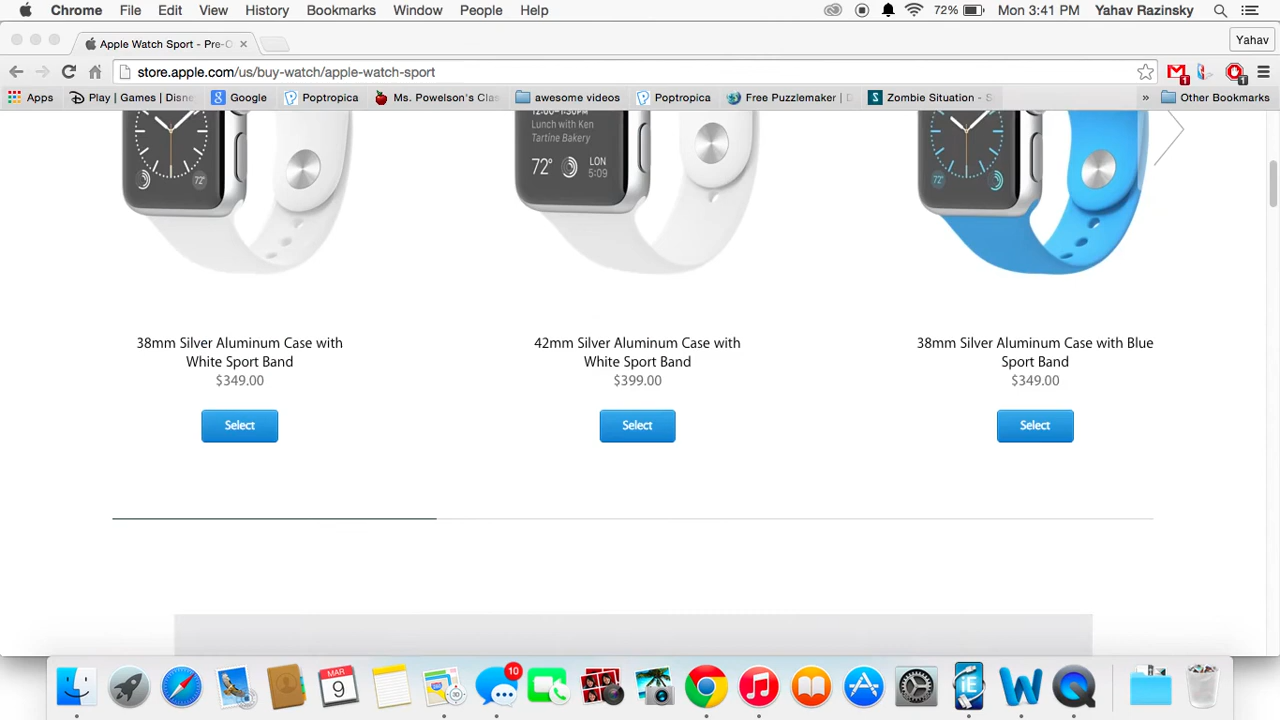 Chrome File Edit View History Bookmarks Window People Help 72% Mon 3:41 PM Yahav Razinsky
Apple Watch Sport - Pre-O Yahav
store.apple.com/us/buy-watch/apple-watch-sport
Apps Play | Games | Disne Google Poptropica Ms. Powelson's Cla awesome videos Poptropica Free Puzzlemaker | D Zombie Situation - S » Other Bookmarks
Lunch with Ken
Tartine Bakery
72° LON
5:09
72°
72°
38mm Silver Aluminum Case with
White Sport Band
$349.00
Select
42mm Silver Aluminum Case with
White Sport Band
$399.00
Select
38mm Silver Aluminum Case with Blue
Sport Band
$349.00
Select
10
MAR
9
3D
iE
W